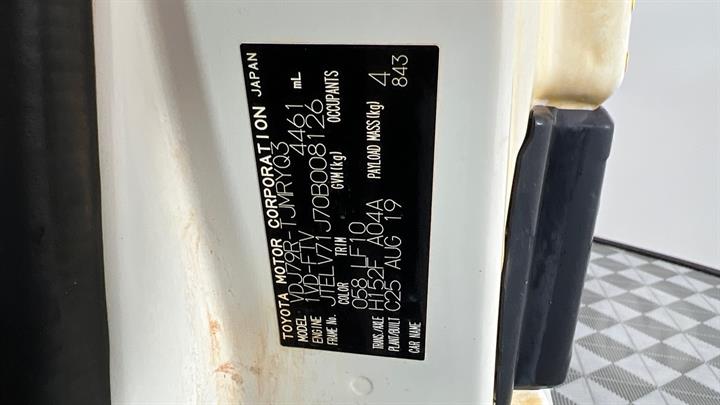 TOYOTA MOTOR CORPORATION JAPAN
MODEL VDJ79R-TJMRYQ3
ENGINE 1VD-FTV 4461 mL
FRAME No. JTELV71J70B008126
COLOR TRIM GVM(kg) OCCUPANTS
058 LF10 4
TRANS./AXLE H152F A04A PAYLOAD MASS(kg) 843
PLANT/BUILT C25 AUG 19
CAR NAME